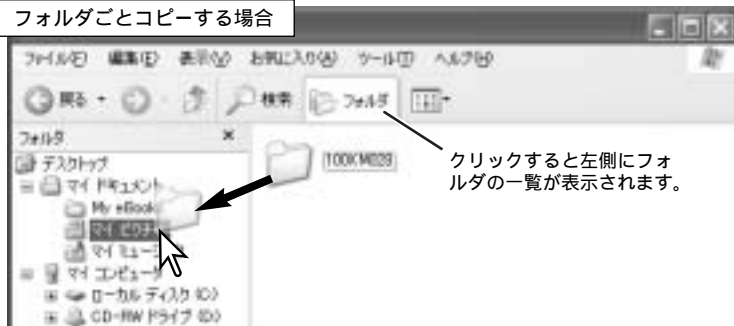 フォルダごとコピーする場合
ファイル(F) 編集(E) 表示(V) お気に入り(A) ツール(T) ヘルプ(H)
戻る 検索 フォルダ
フォルダ ×
デスクトップ
マイ ドキュメント
My eBook
マイ ピクチ
マイ ミュー
マイ コンピュータ
ローカル ディスク (C:)
CD-RW ドライブ (D:)
100KM029
クリックすると左側にフォ
ルダの一覧が表示されます。